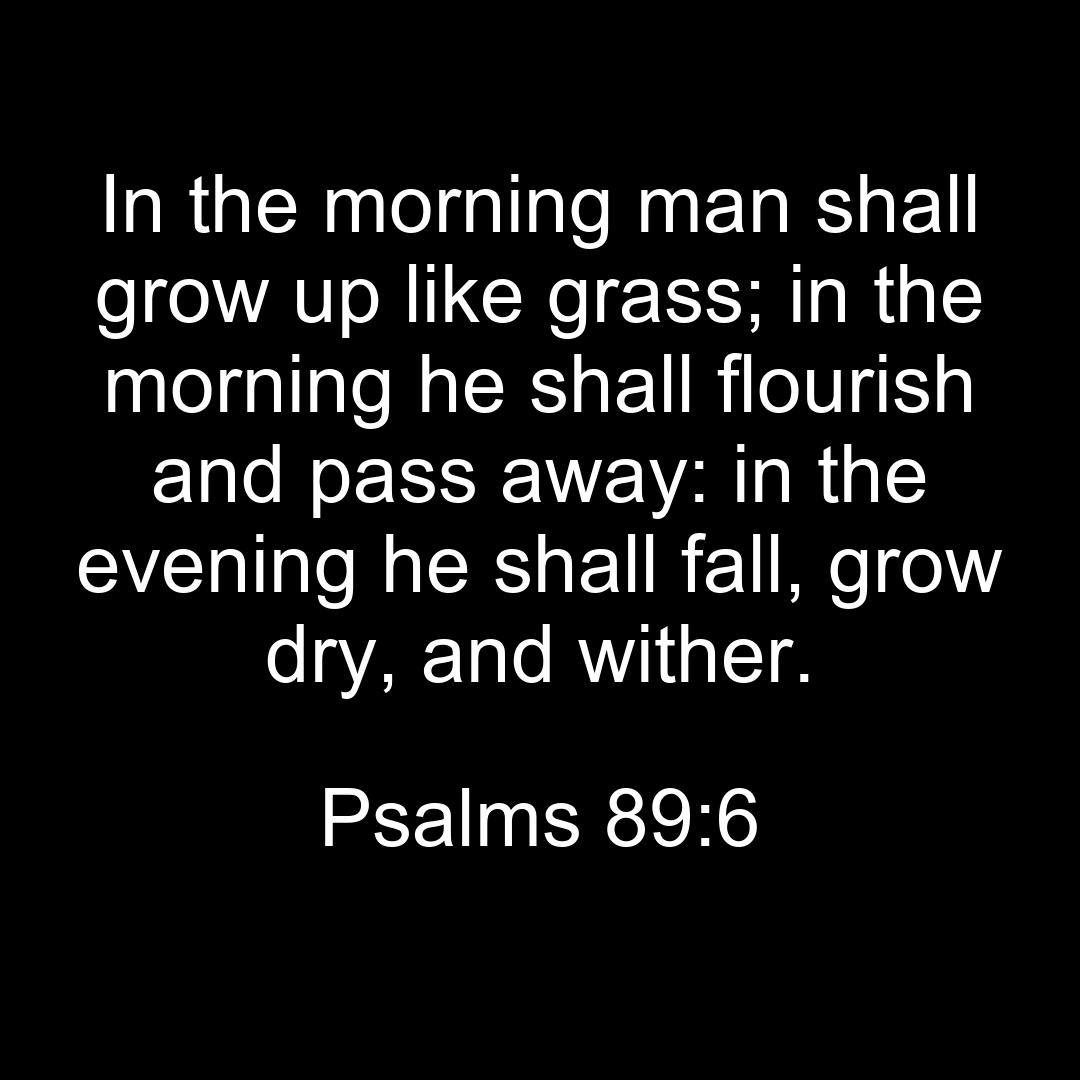 In the morning man shall
grow up like grass; in the
morning he shall flourish
and pass away: in the
evening he shall fall, grow
dry, and wither.
Psalms 89:6